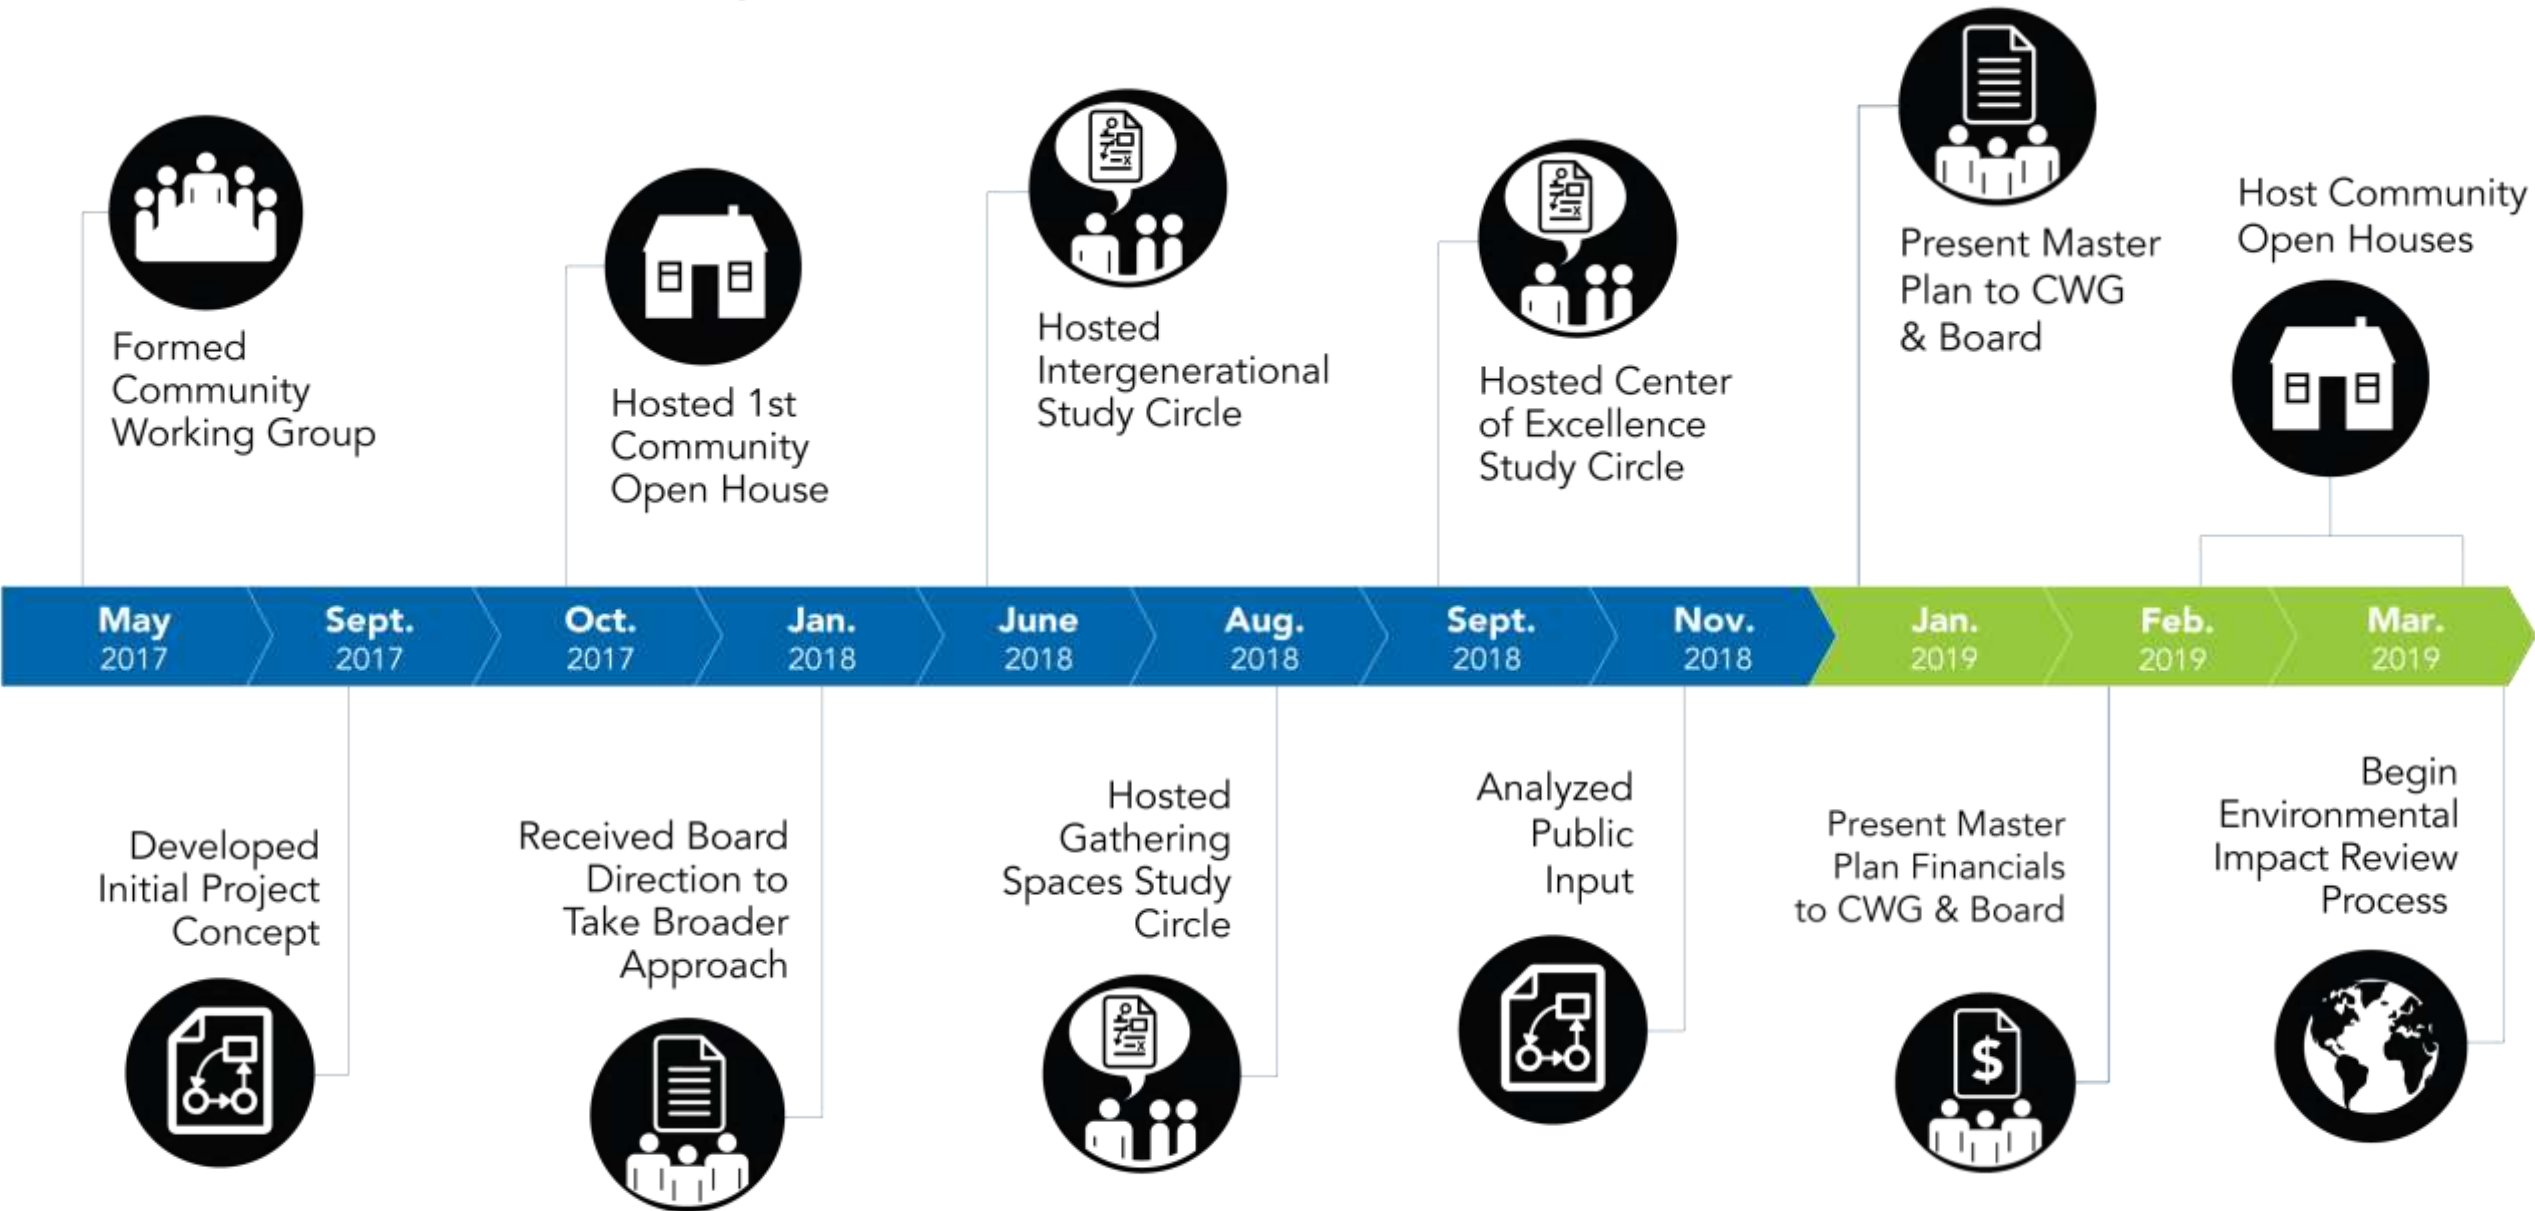 Formed
Community
Working Group
Hosted 1st
Community
Open House
Hosted
Intergenerational
Study Circle
Hosted Center
of Excellence
Study Circle
Present Master
Plan to CWG
& Board
Host Community
Open Houses
May
2017
Sept.
2017
Oct.
2017
Jan.
2018
June
2018
Aug.
2018
Sept.
2018
Nov.
2018
Jan.
2019
Feb.
2019
Mar.
2019
Developed
Initial Project
Concept
Received Board
Direction to
Take Broader
Approach
Hosted
Gathering
Spaces Study
Circle
Analyzed
Public
Input
Present Master
Plan Financials
to CWG & Board
$
Begin
Environmental
Impact Review
Process